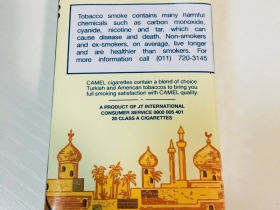 Tobacco smoke contains many harmful
chemicals such as carbon monoxide,
cyanide, nicotine and tar, which can
cause disease and death. Non-smokers
and ex-smokers, on average, live longer
and are healthier than smokers. For
more information call (011) 720-3145
CAMEL cigarettes contain a blend of choice
Turkish and American tobaccos to bring you
full smoking satisfaction with CAMEL quality.
A PRODUCT OF JT INTERNATIONAL
CONSUMER SERVICE 0800 005 401
20 CLASS A CIGARETTES